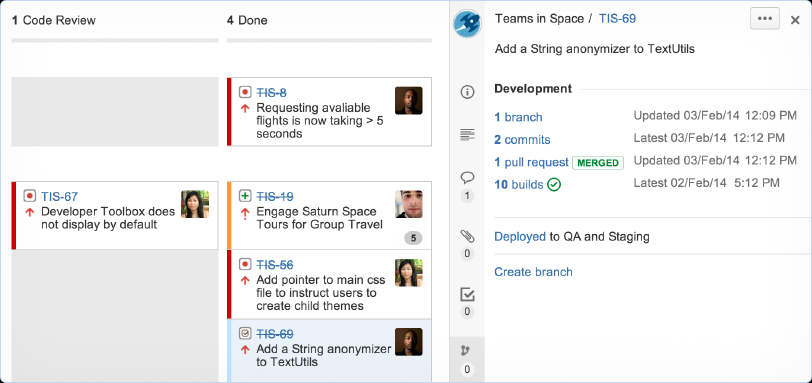 1 Code Review
4 Done
TIS-8
Requesting avaliable
flights is now taking > 5
seconds
TIS-67
Developer Toolbox does
not display by default
TIS-19
Engage Saturn Space
Tours for Group Travel
5
TIS-56
Add pointer to main css
file to instruct users to
create child themes
TIS-69
Add a String anonymizer
to TextUtils
1
0
0
0
Teams in Space / TIS-69
Add a String anonymizer to TextUtils
Development
1 branch Updated 03/Feb/14 12:09 PM
2 commits Latest 03/Feb/14 12:12 PM
1 pull request MERGED Updated 03/Feb/14 12:12 PM
10 builds Latest 02/Feb/14 5:12 PM
Deployed to QA and Staging
Create branch